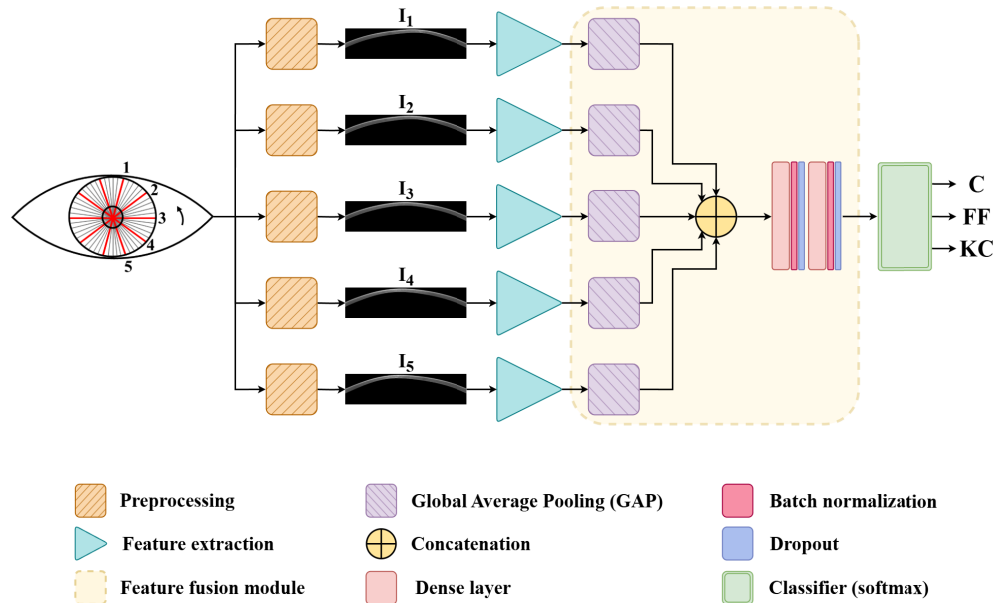 I1
I2
I3
I4
I5
1
2
3
4
5
C
FF
KC
Preprocessing
Global Average Pooling (GAP)
Batch normalization
Feature extraction
Concatenation
Dropout
Feature fusion module
Dense layer
Classifier (softmax)